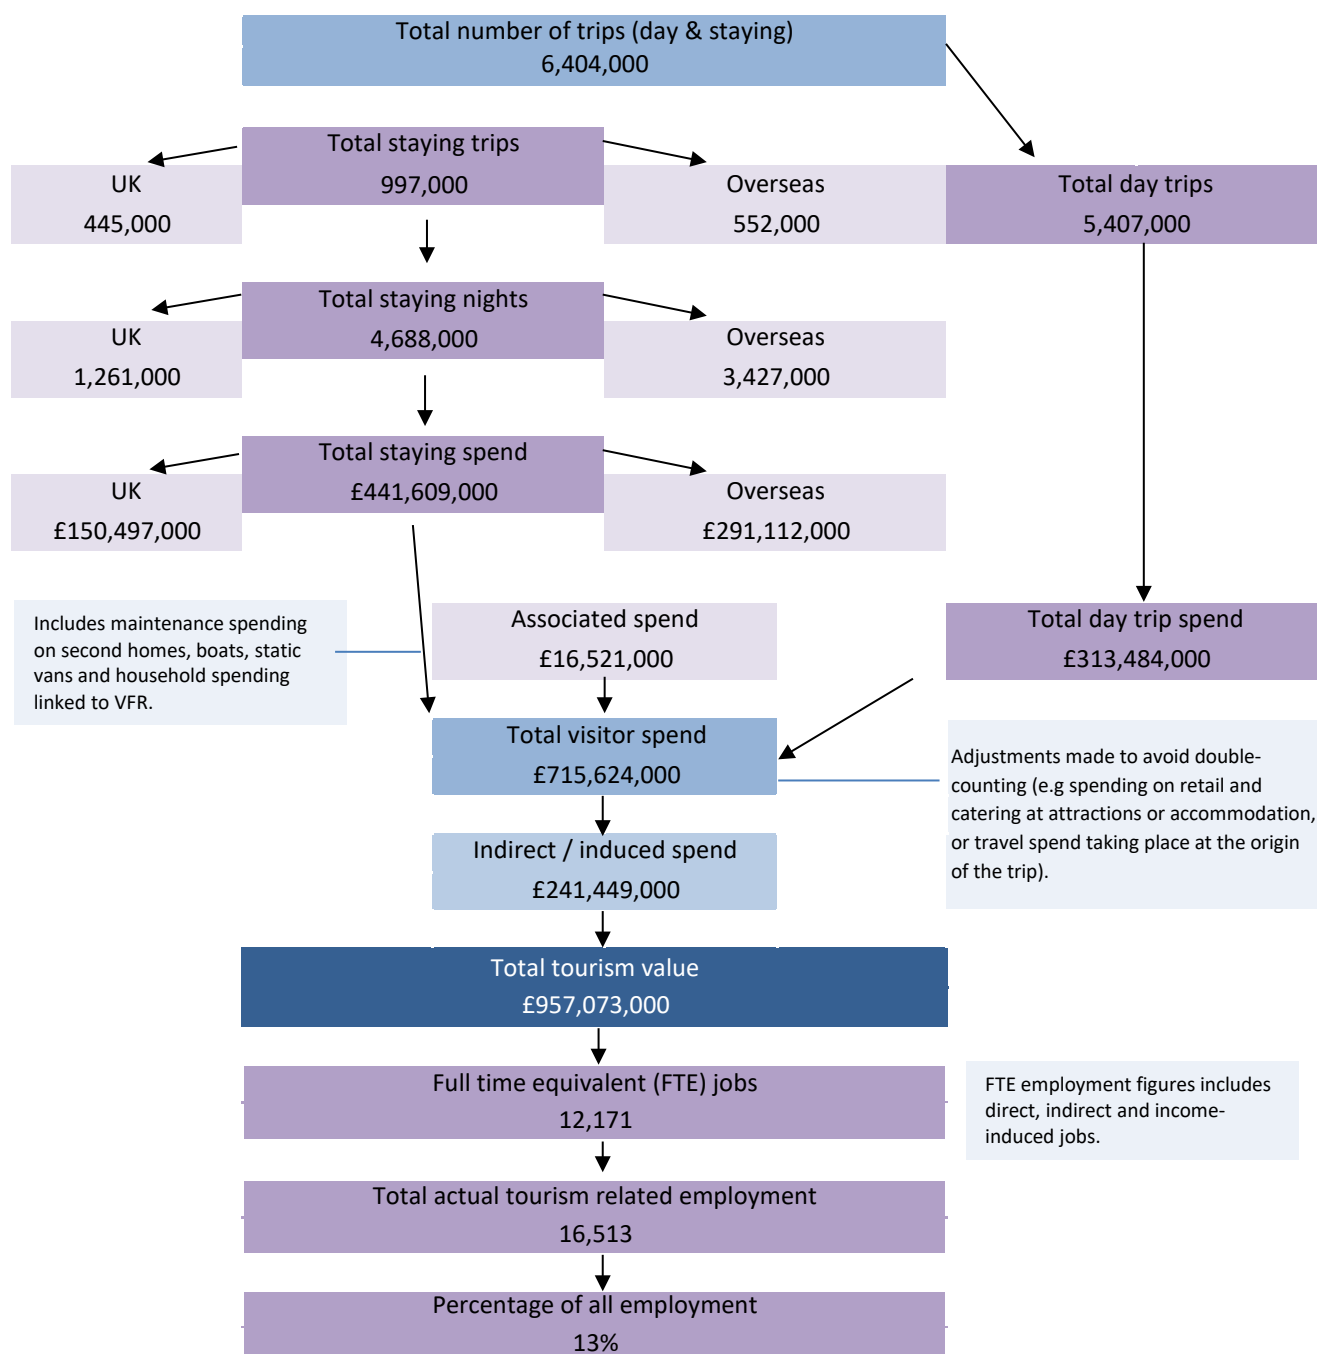 Total number of trips (day & staying)
6,404,000
Total staying trips
997,000
UK
445,000
Overseas
552,000
Total day trips
5,407,000
Total staying nights
4,688,000
UK
1,261,000
Overseas
3,427,000
Total staying spend
£441,609,000
UK
£150,497,000
Overseas
£291,112,000
Includes maintenance spending
on second homes, boats, static
vans and household spending
linked to VFR.
Associated spend
£16,521,000
Total day trip spend
£313,484,000
Total visitor spend
£715,624,000
Adjustments made to avoid double-
counting (e.g spending on retail and
catering at attractions or accommodation,
or travel spend taking place at the origin
of the trip).
Indirect / induced spend
£241,449,000
Total tourism value
£957,073,000
Full time equivalent (FTE) jobs
12,171
FTE employment figures includes
direct, indirect and income-
induced jobs.
Total actual tourism related employment
16,513
Percentage of all employment
13%